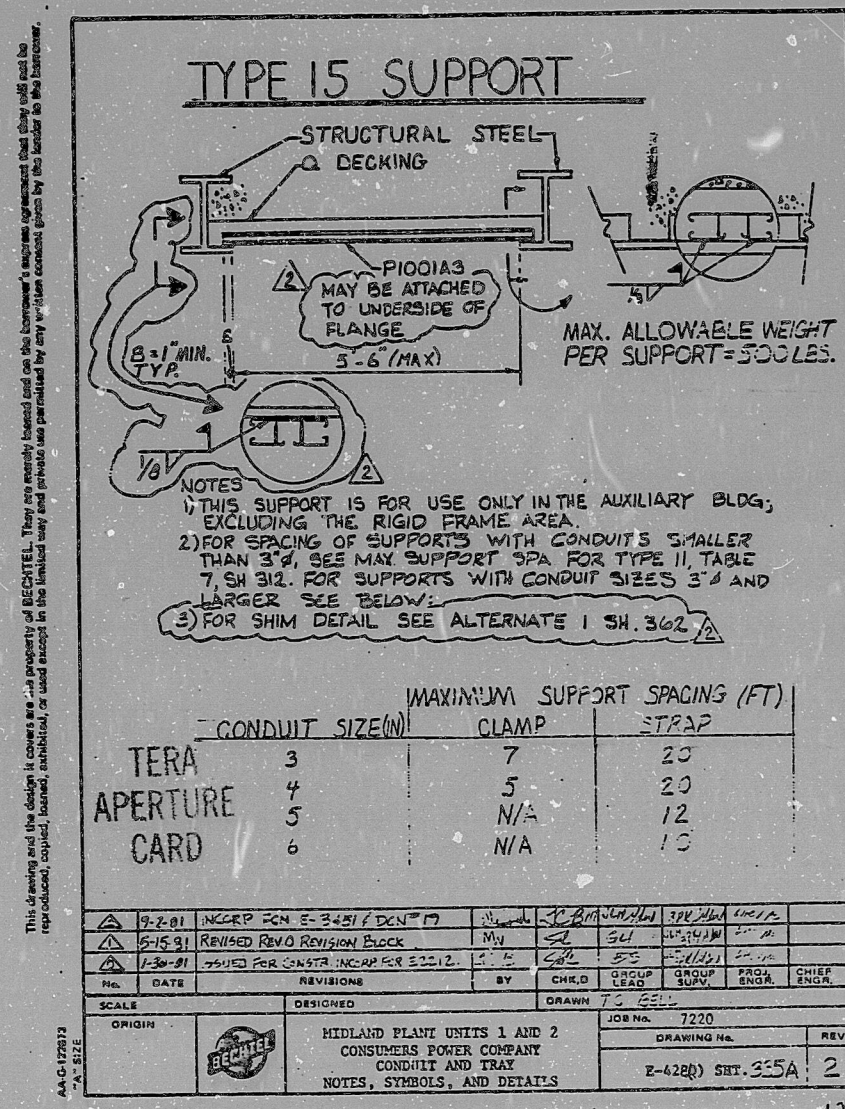 TYPE 15 SUPPORT
STRUCTURAL STEEL
Q DECKING
P1001A3
2
MAY BE ATTACHED
TO UNDERSIDE OF
FLANGE
B=1" MIN.
TYP.
5'-6" (MAX)
MAX. ALLOWABLE WEIGHT
PER SUPPORT=500LBS.
1/8
2
NOTES
1) THIS SUPPORT IS FOR USE ONLY IN THE AUXILIARY BLDG;
EXCLUDING THE RIGID FRAME AREA.
2) FOR SPACING OF SUPPORTS WITH CONDUITS SMALLER
THAN 3"ø, SEE MAX. SUPPORT SPA FOR TYPE 11, TABLE
7, SH 312. FOR SUPPORTS WITH CONDUIT SIZES 3"ø AND
LARGER SEE BELOW:
3) FOR SHIM DETAIL SEE ALTERNATE 1 SH. 362 2
MAXIMUM SUPPORT SPACING (FT)
CONDUIT SIZE(IN) CLAMP STRAP
3 7 20
4 5 20
5 N/A 12
6 N/A 10
TERA
APERTURE
CARD
9-2-81 INCORP FCN E-3451 & DCN #19
1 5-15-81 REVISED REV.0 REVISION BLOCK
1-30-81 ISSUED FOR CONSTR. INCORP FCR E2212.
No. DATE REVISIONS BY CHK'D GROUP LEAD GROUP SUPV. PROJ. ENGR. CHIEF ENGR.
SCALE DESIGNED DRAWN
ORIGIN
BECHTEL
MIDLAND PLANT UNITS 1 AND 2
CONSUMERS POWER COMPANY
CONDUIT AND TRAY
NOTES, SYMBOLS, AND DETAILS
JOB No. 7220
DRAWING No. REV
E-42B(Q) SHT. 335A 2
This drawing and the design it covers are the property of BECHTEL. They are merely loaned and on the borrower's express agreement that they will not be
reproduced, copied, loaned, exhibited, or used except in the limited way and private use permitted by any written consent given by the lender to the borrower.
"A" SIZE